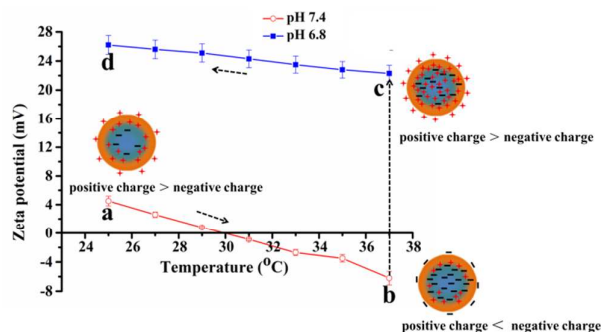 pH 7.4
pH 6.8
28
24
20
16
12
8
4
0
-4
-8
Zeta potential (mV)
d
c
positive charge > negative charge
positive charge > negative charge
a
24 26 28 30 32 34 36 38
Temperature (⁰C)
b
positive charge < negative charge